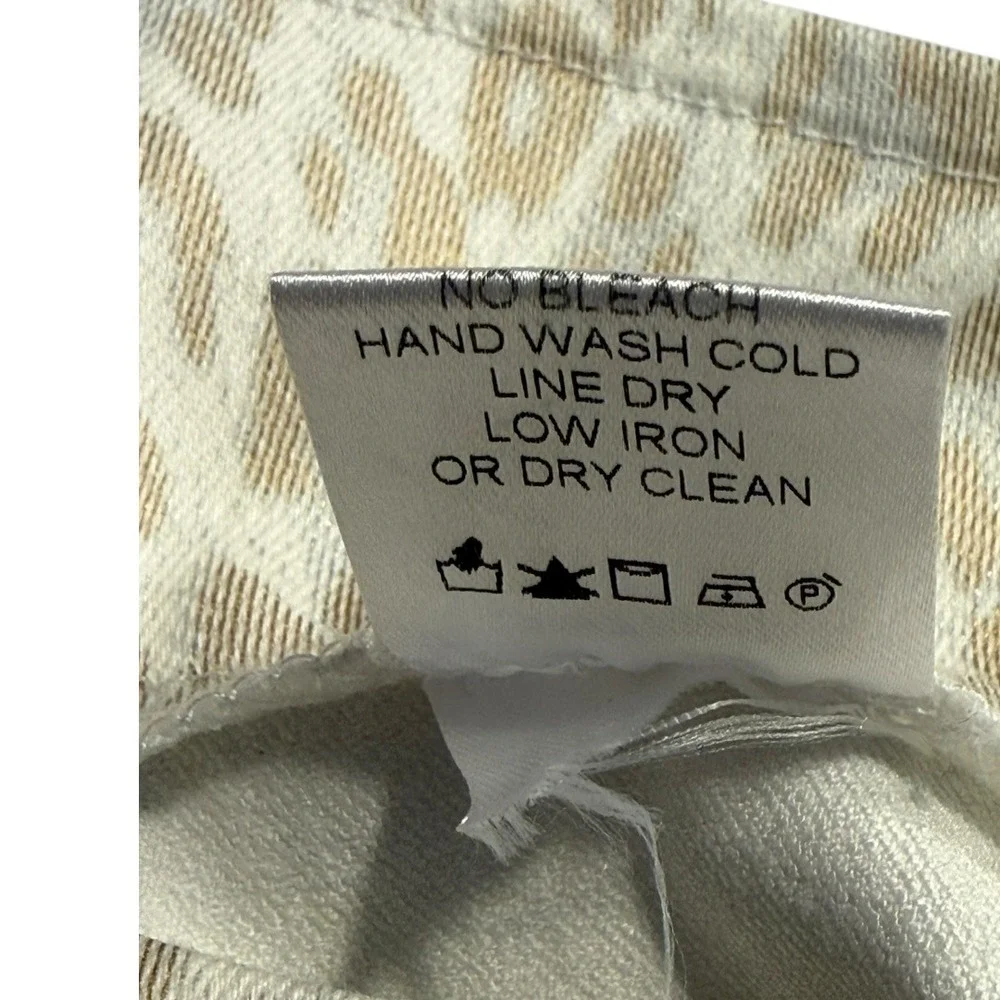 NO BLEACH
HAND WASH COLD
LINE DRY
LOW IRON
OR DRY CLEAN
P